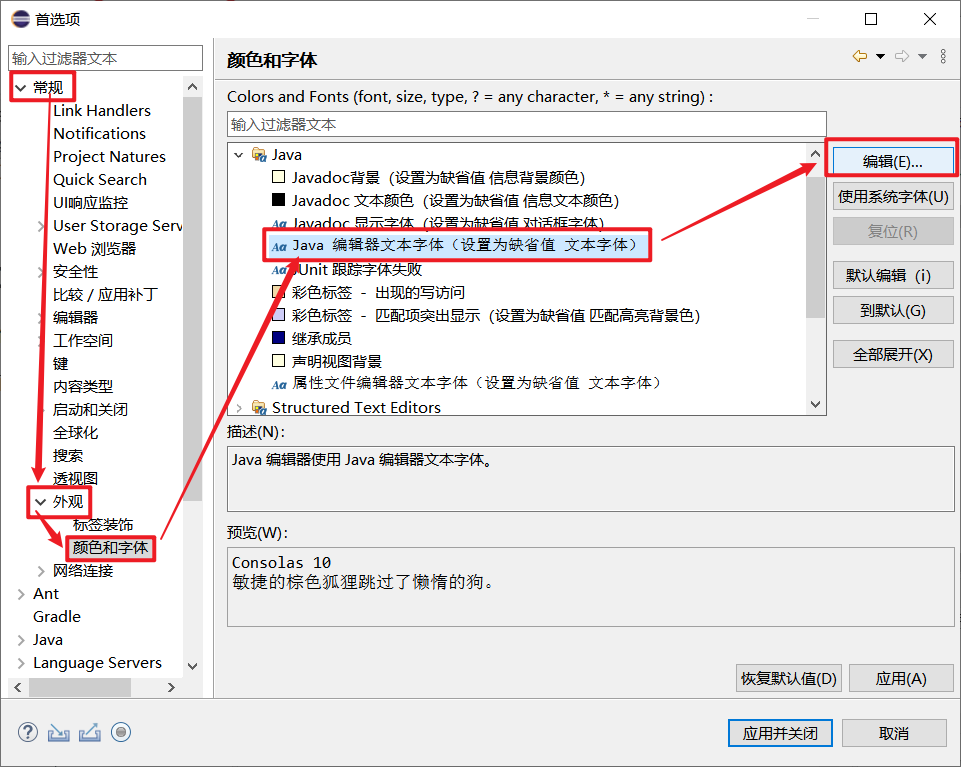 首选项
输入过滤器文本
常规
Link Handlers
Notifications
Project Natures
Quick Search
UI响应监控
User Storage Serv
Web 浏览器
安全性
比较 / 应用补丁
编辑器
工作空间
键
内容类型
启动和关闭
全球化
搜索
透视图
外观
标签装饰
颜色和字体
网络连接
Ant
Gradle
Java
Language Servers
颜色和字体
Colors and Fonts (font, size, type, ? = any character, * = any string) :
输入过滤器文本
Java
Javadoc背景（设置为缺省值 信息背景颜色）
Javadoc 文本颜色（设置为缺省值 信息文本颜色）
Javadoc 显示字体（设置为缺省值 对话框字体）
Java 编辑器文本字体（设置为缺省值 文本字体）
JUnit 跟踪字体失败
彩色标签 - 出现的写访问
彩色标签 - 匹配项突出显示（设置为缺省值 匹配高亮背景色）
继承成员
声明视图背景
属性文件编辑器文本字体（设置为缺省值 文本字体）
Structured Text Editors
编辑(E)...
使用系统字体(U)
复位(R)
默认编辑（i）
到默认(G)
全部展开(X)
描述(N):
Java 编辑器使用 Java 编辑器文本字体。
预览(W):
Consolas 10
敏捷的棕色狐狸跳过了懒惰的狗。
恢复默认值(D)
应用(A)
应用并关闭
取消